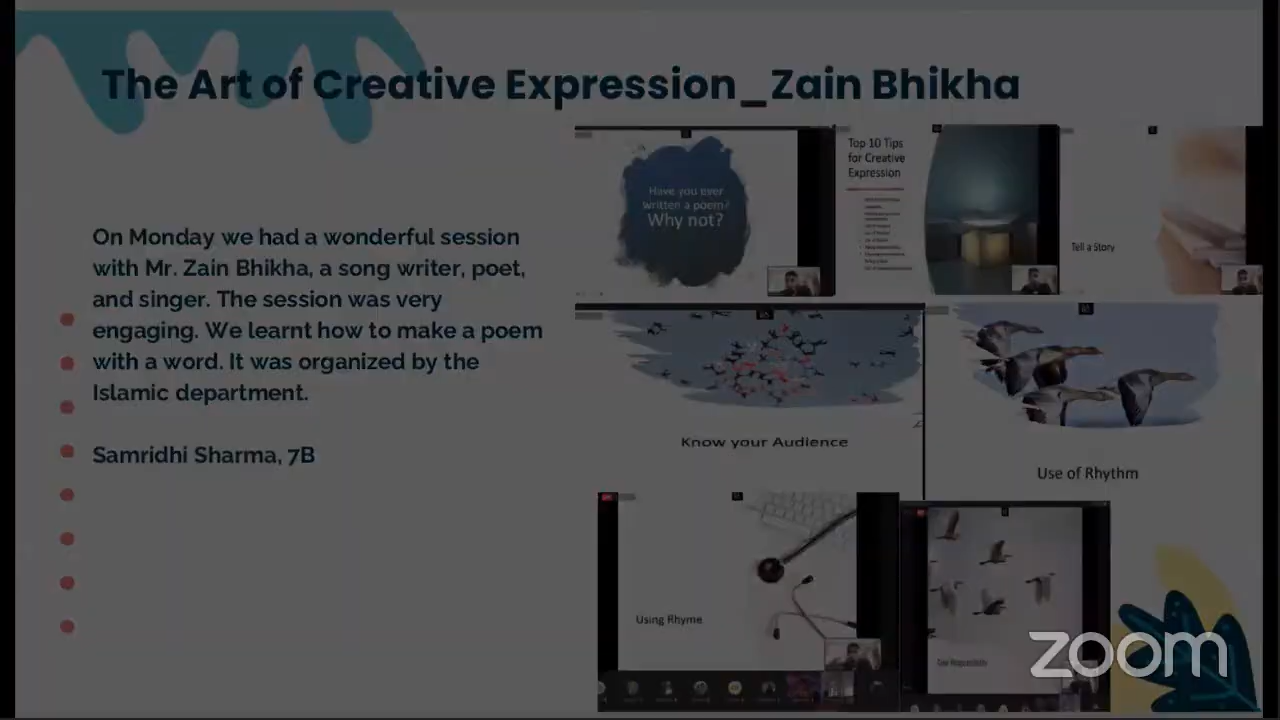 The Art of Creative Expression_Zain Bhikha
On Monday we had a wonderful session
with Mr. Zain Bhikha, a song writer, poet,
and singer. The session was very
engaging. We learnt how to make a poem
with a word. It was organized by the
Islamic department.
Samridhi Sharma, 7B
Have you ever
written a poem?
Why not?
Top 10 Tips
for Creative
Expression
Tell a Story
Know your Audience
Use of Rhythm
Using Rhyme
zoom